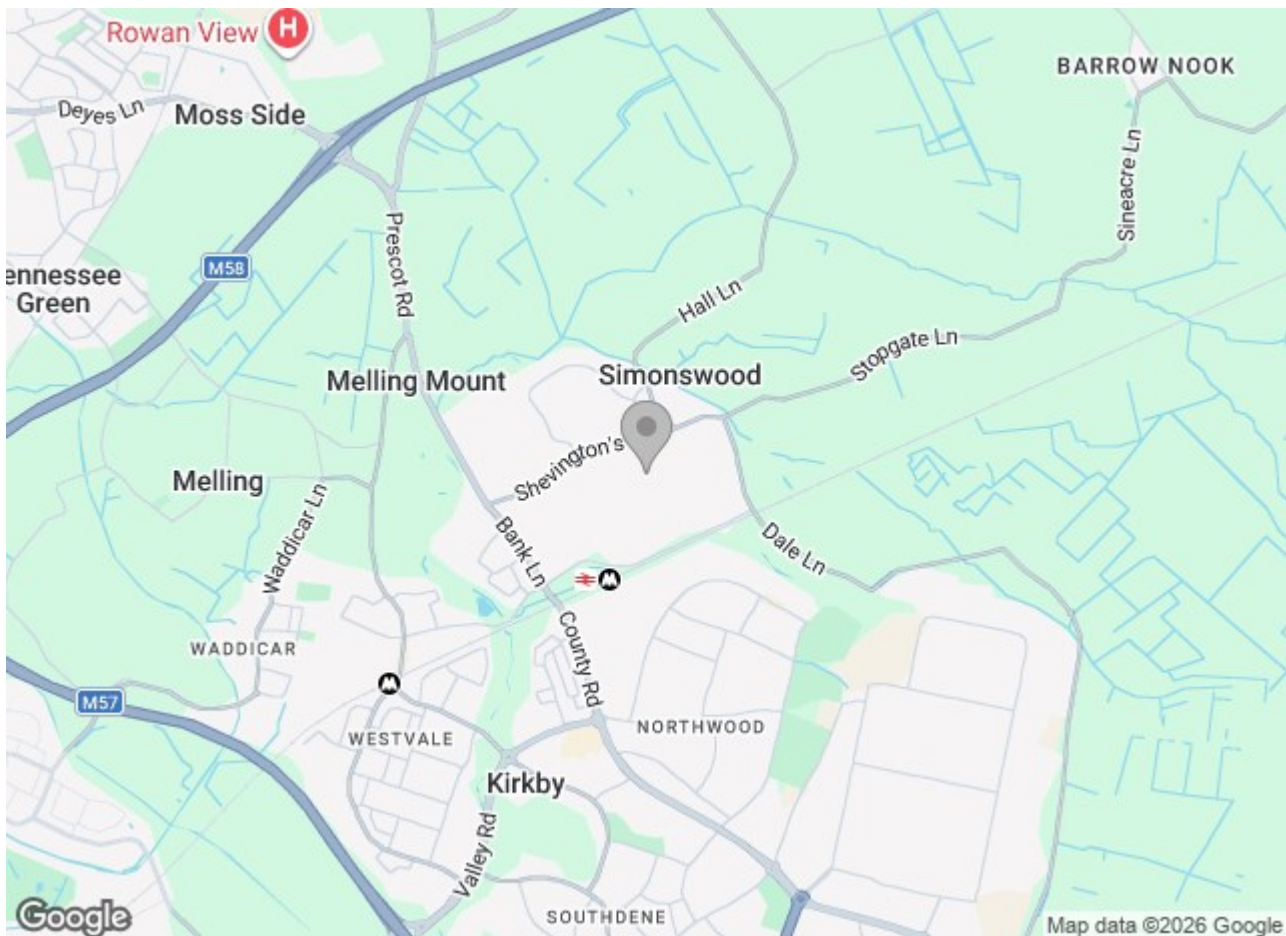 Rowan View
H
BARROW NOOK
Deyes Ln
Moss Side
Sineacre Ln
Prescot Rd
M58
ennessee
Green
Hall Ln
Stopgate Ln
Melling Mount
Simonswood
Shevington's
Melling
Waddicar Ln
Bank Ln
Dale Ln
County Rd
WADDICAR
M57
WESTVALE
NORTHWOOD
Kirkby
Valley Rd
SOUTHDENE
Google
Map data ©2026 Google